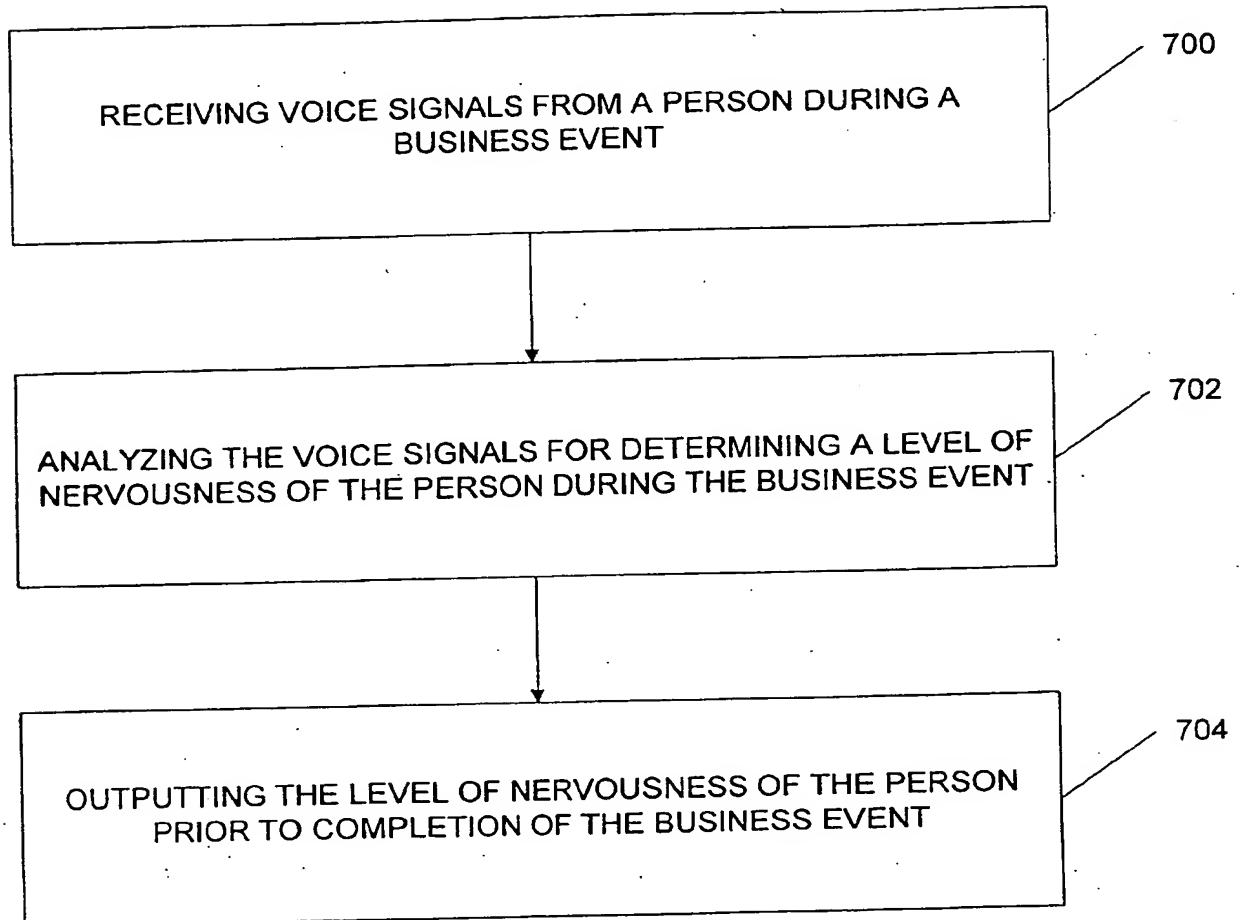 700
RECEIVING VOICE SIGNALS FROM A PERSON DURING A
BUSINESS EVENT
702
ANALYZING THE VOICE SIGNALS FOR DETERMINING A LEVEL OF
NERVOUSNESS OF THE PERSON DURING THE BUSINESS EVENT
704
OUTPUTTING THE LEVEL OF NERVOUSNESS OF THE PERSON
PRIOR TO COMPLETION OF THE BUSINESS EVENT